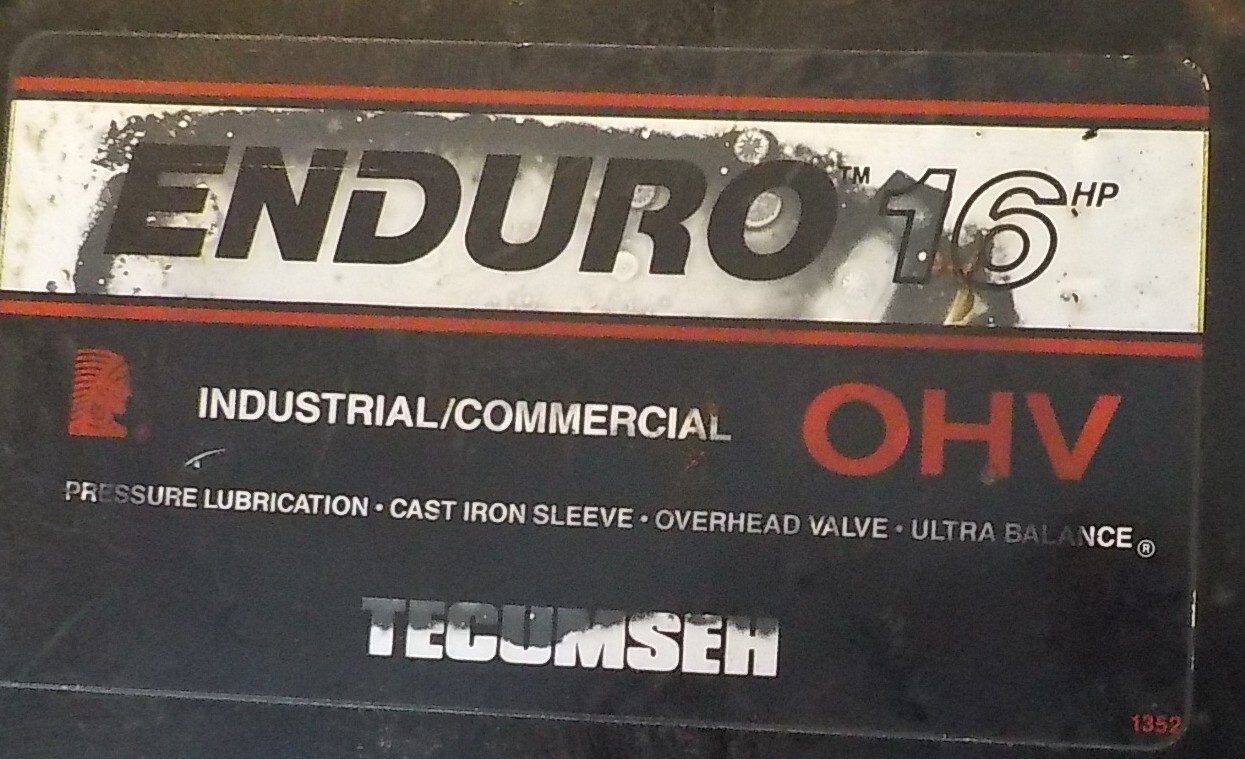 ENDURO™ 16 HP
INDUSTRIAL/COMMERCIAL OHV
PRESSURE LUBRICATION • CAST IRON SLEEVE • OVERHEAD VALVE • ULTRA BALANCE®
TECUMSEH
1352